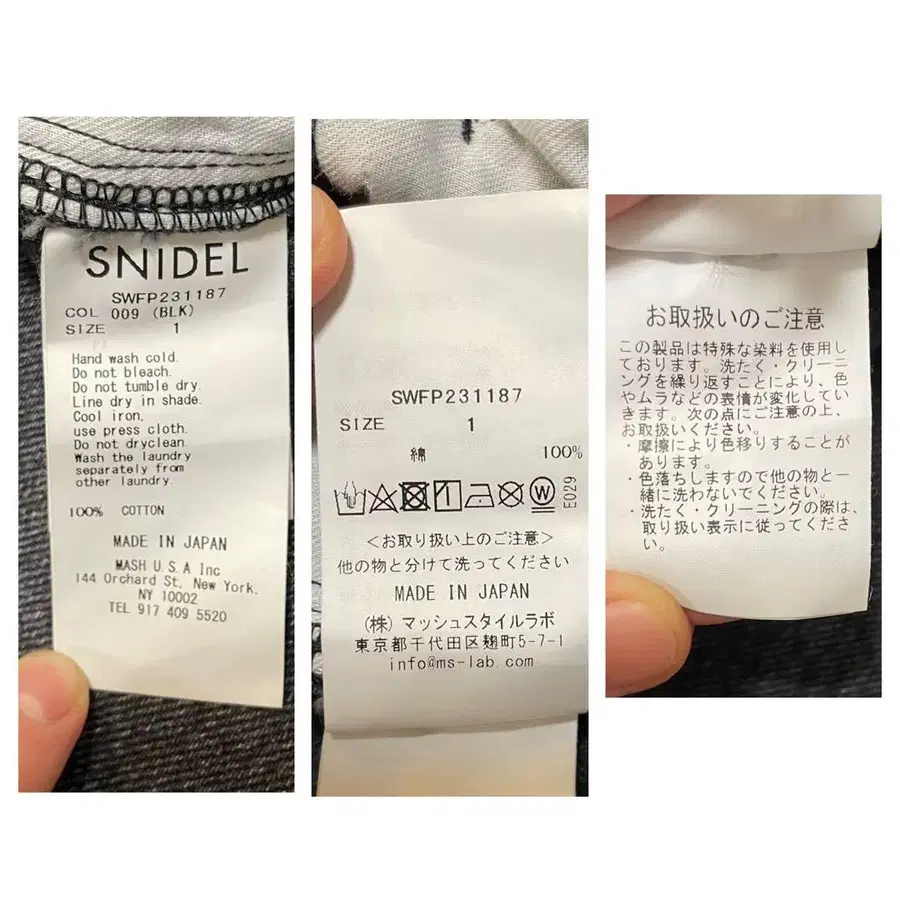 SNIDEL
SWFP231187
COL 009 (BLK)
SIZE 1
Hand wash cold.
Do not bleach.
Do not tumble dry.
Line dry in shade.
Cool iron.
use press cloth.
Do not dryclean.
Wash the laundry
separately from
other laundry.
100% COTTON
MADE IN JAPAN
MASH U.S.A Inc
144 Orchard St. New York.
NY 10002
TEL 917 409 5520
SWFP231187
SIZE 1
綿 100%
W
E029
<お取り扱い上のご注意>
他の物と分けて洗ってください
MADE IN JAPAN
(株) マッシュスタイルラボ
東京都千代田区麹町5-7-1
info@ms-lab.com
お取扱いのご注意
この製品は特殊な染料を使用し
ております。洗たく・クリーニ
ングを繰り返すことにより、色
やムラなどの表情が変化してい
きます。次の点にご注意の上、
お取扱いください。
・摩擦により色移りすることが
あります。
・色落ちしますので他の物と一
緒に洗わないでください。
・洗たく・クリーニングの際は、
取り扱い表示に従ってくださ
い。